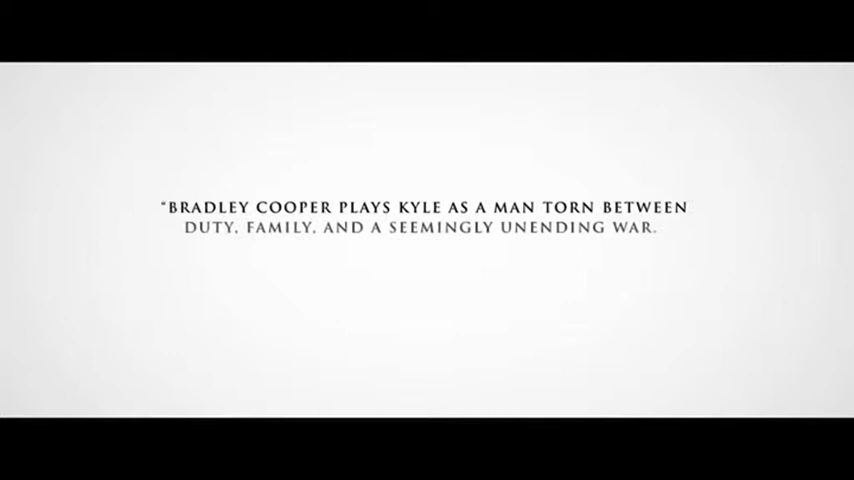 “BRADLEY COOPER PLAYS KYLE AS A MAN TORN BETWEEN
DUTY, FAMILY, AND A SEEMINGLY UNENDING WAR.